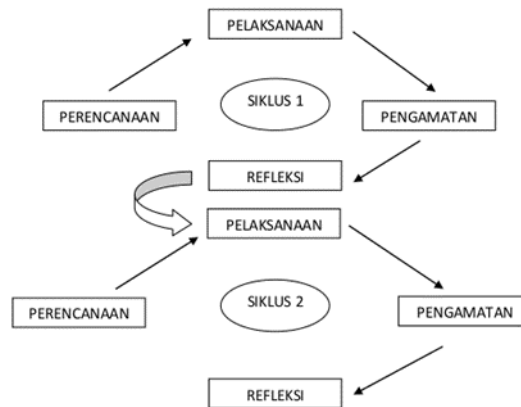 PELAKSANAAN
SIKLUS 1
PERENCANAAN
PENGAMATAN
REFLEKSI
PELAKSANAAN
SIKLUS 2
PERENCANAAN
PENGAMATAN
REFLEKSI